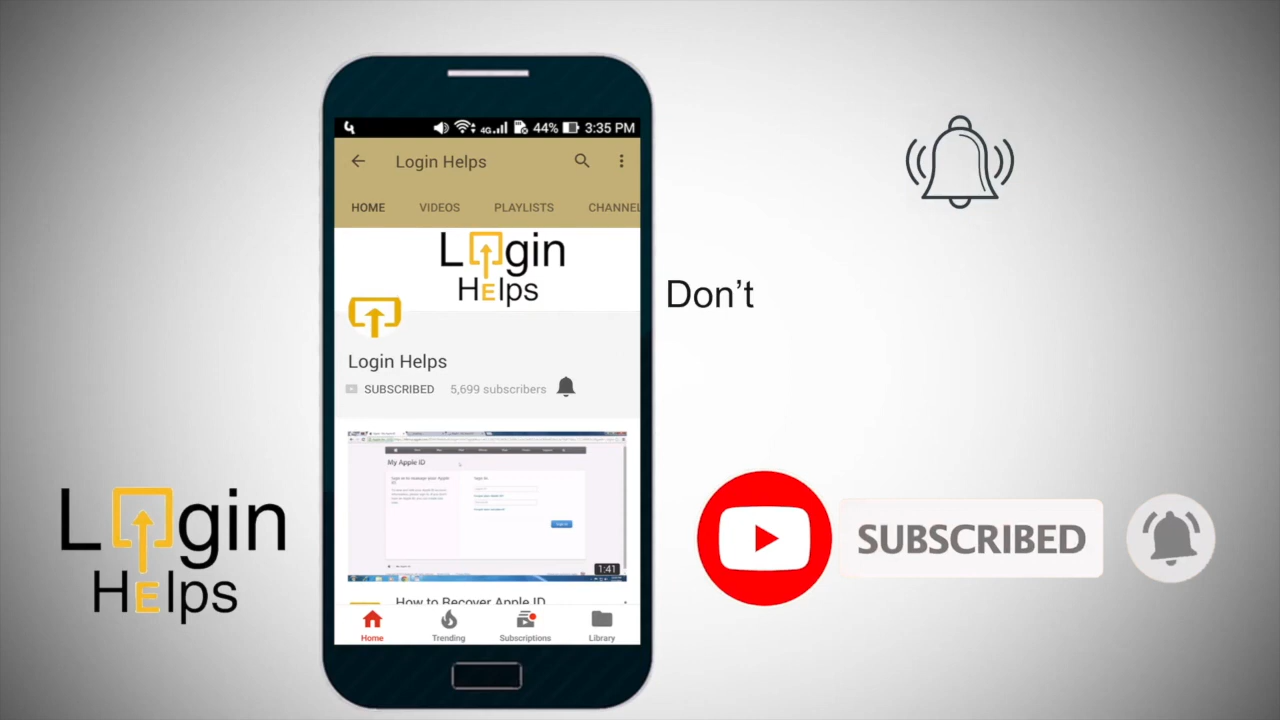 4G 44% 3:35 PM
Login Helps
HOME VIDEOS PLAYLISTS CHANNEL
Login
Helps
Don't
Login Helps
SUBSCRIBED 5,699 subscribers
My Apple ID
1:41
How to Recover Apple ID
Home Trending Subscriptions Library
Login
Helps
SUBSCRIBED